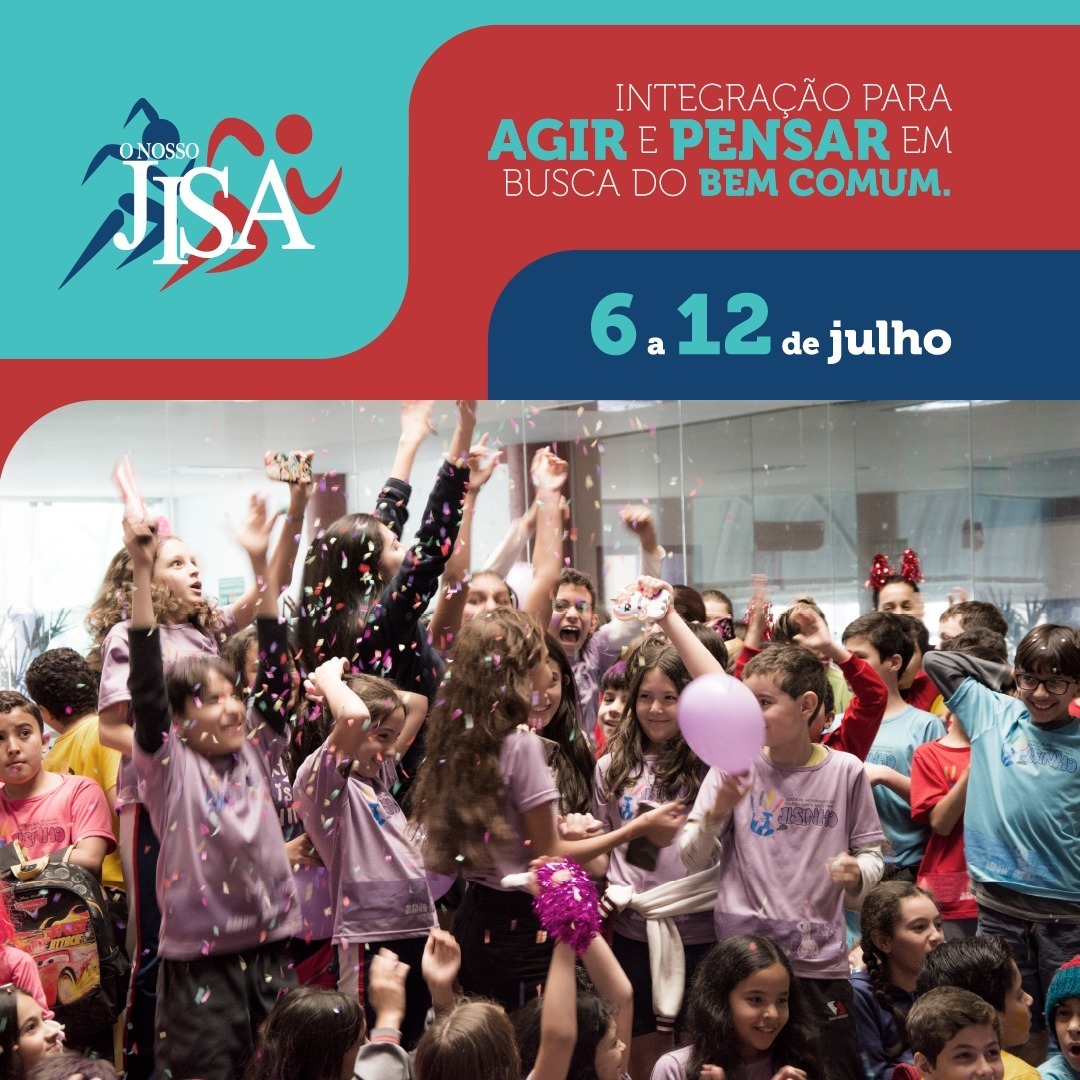 O NOSSO
JISA
INTEGRAÇÃO PARA
AGIR E PENSAR EM
BUSCA DO BEM COMUM.
6 a 12 de julho